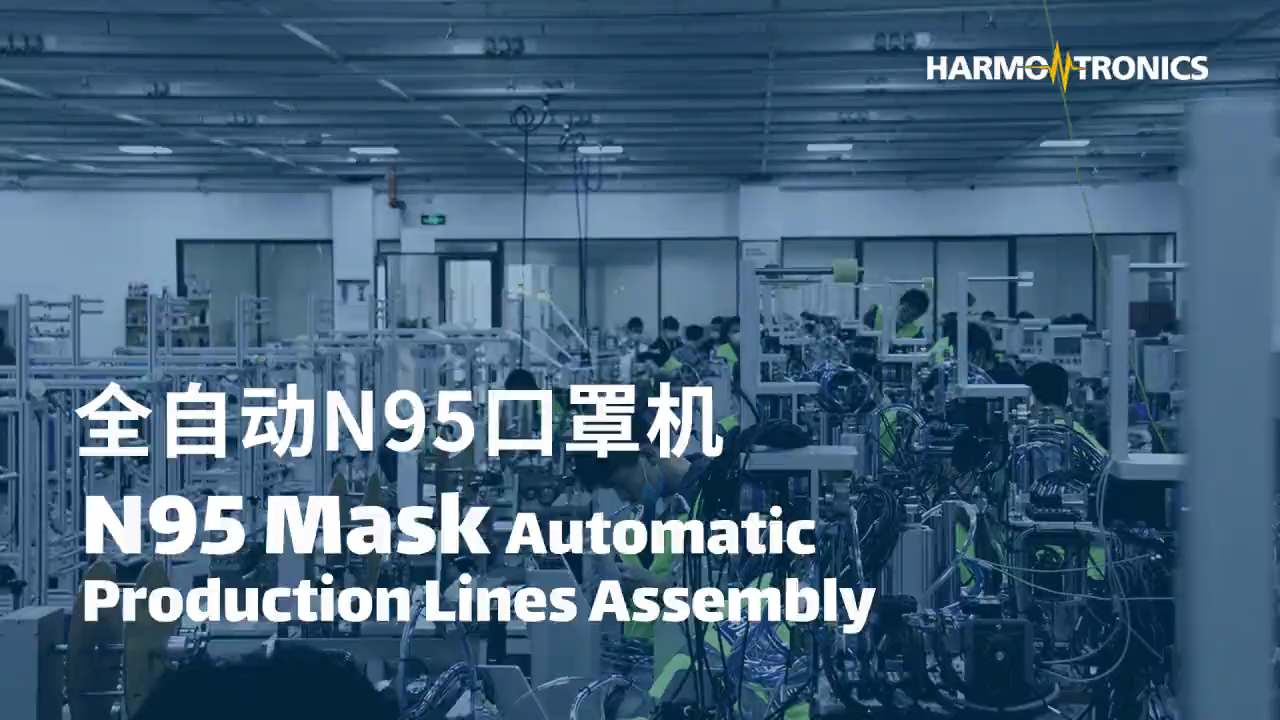 HARMONTRONICS
全自动N95口罩机
N95 Mask Automatic
Production Lines Assembly